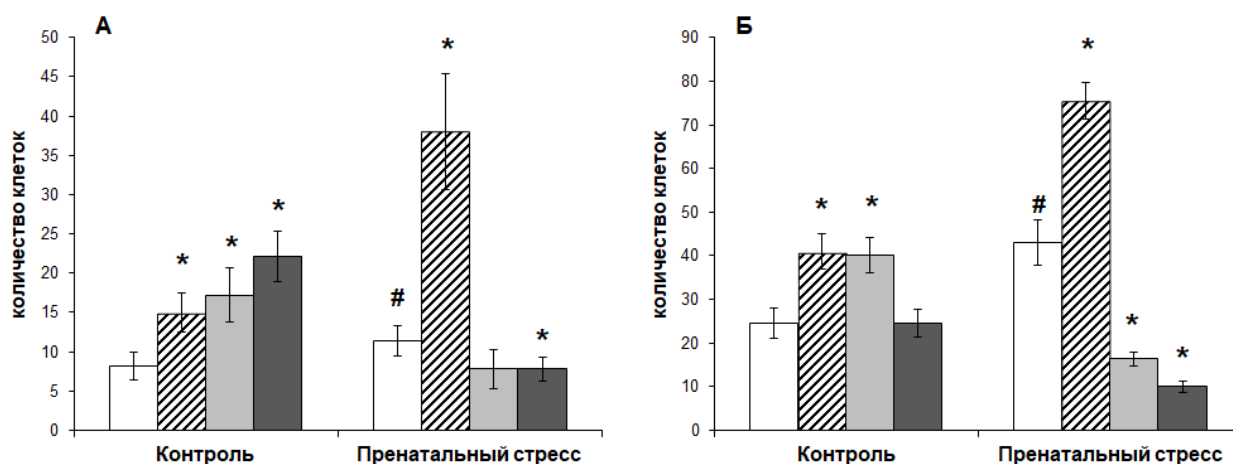 А
количество клеток
50
45
40
35
30
25
20
15
10
5
0
* * * # * *
Контроль Пренатальный стресс
Б
количество клеток
90
80
70
60
50
40
30
20
10
0
* * # * * *
Контроль Пренатальный стресс